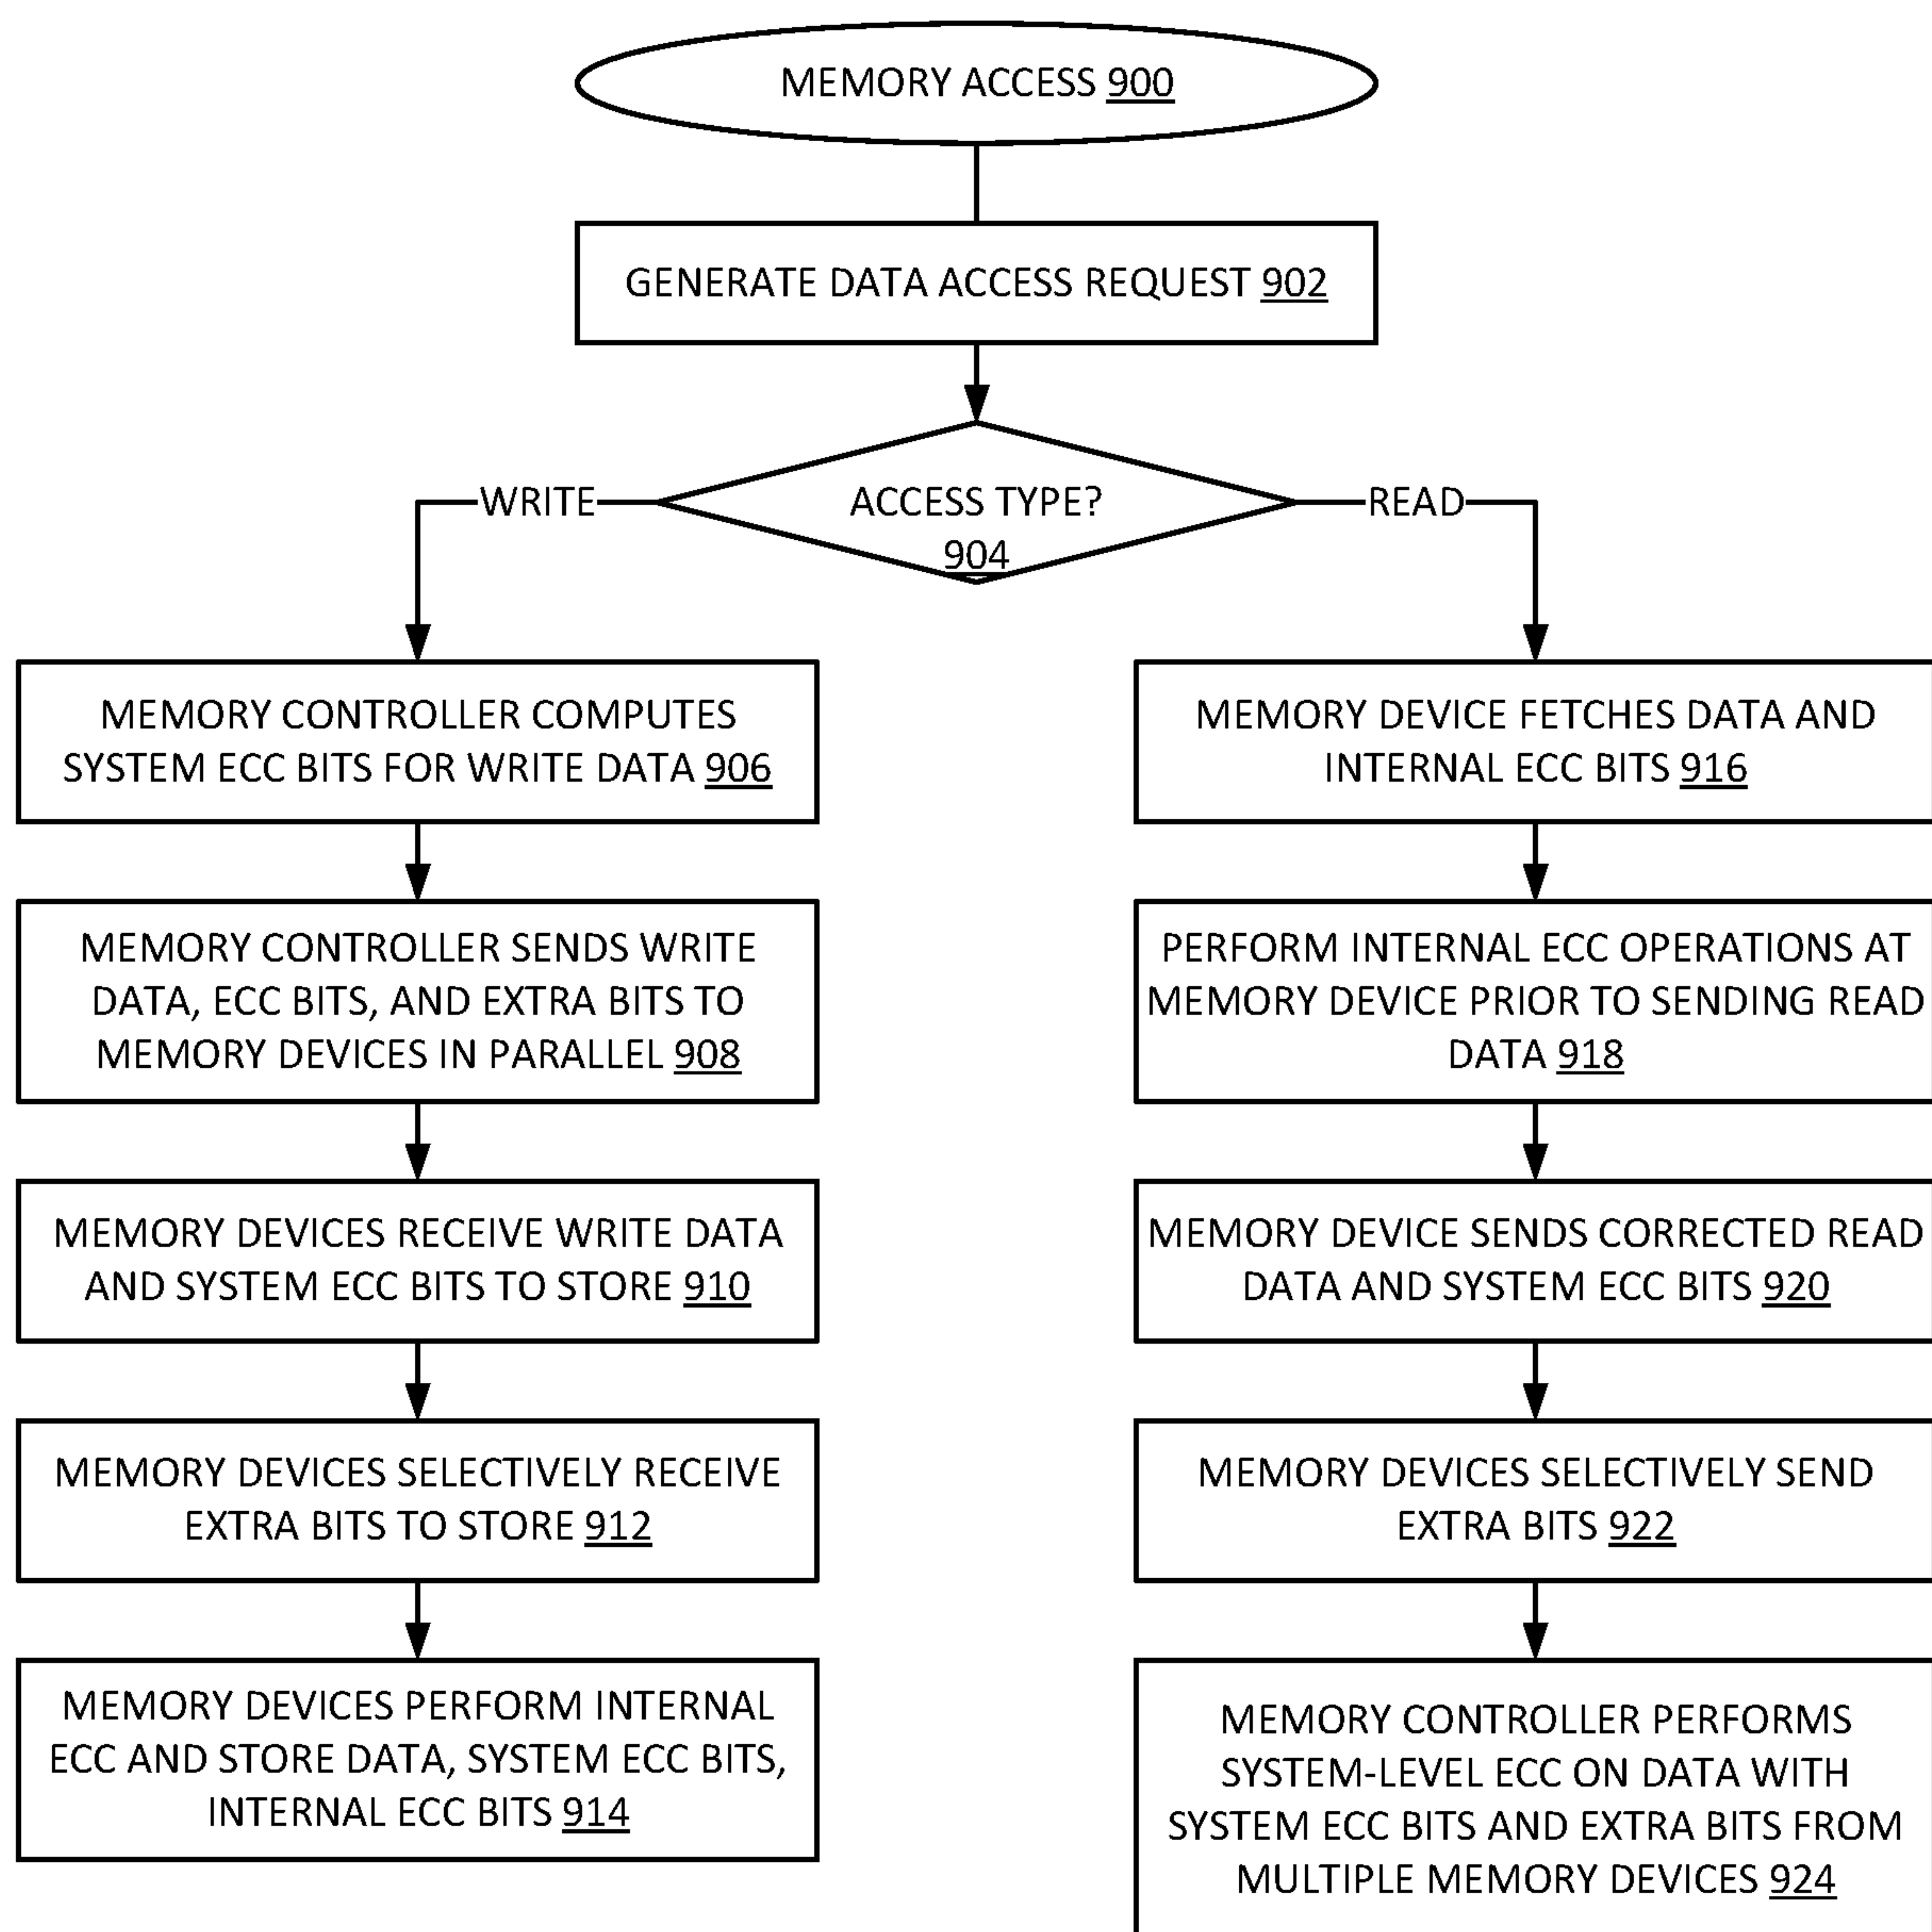 MEMORY ACCESS 900
GENERATE DATA ACCESS REQUEST 902
WRITE
ACCESS TYPE?
904
READ
MEMORY CONTROLLER COMPUTES
SYSTEM ECC BITS FOR WRITE DATA 906
MEMORY CONTROLLER SENDS WRITE
DATA, ECC BITS, AND EXTRA BITS TO
MEMORY DEVICES IN PARALLEL 908
MEMORY DEVICES RECEIVE WRITE DATA
AND SYSTEM ECC BITS TO STORE 910
MEMORY DEVICES SELECTIVELY RECEIVE
EXTRA BITS TO STORE 912
MEMORY DEVICES PERFORM INTERNAL
ECC AND STORE DATA, SYSTEM ECC BITS,
INTERNAL ECC BITS 914
MEMORY DEVICE FETCHES DATA AND
INTERNAL ECC BITS 916
PERFORM INTERNAL ECC OPERATIONS AT
MEMORY DEVICE PRIOR TO SENDING READ
DATA 918
MEMORY DEVICE SENDS CORRECTED READ
DATA AND SYSTEM ECC BITS 920
MEMORY DEVICES SELECTIVELY SEND
EXTRA BITS 922
MEMORY CONTROLLER PERFORMS
SYSTEM-LEVEL ECC ON DATA WITH
SYSTEM ECC BITS AND EXTRA BITS FROM
MULTIPLE MEMORY DEVICES 924